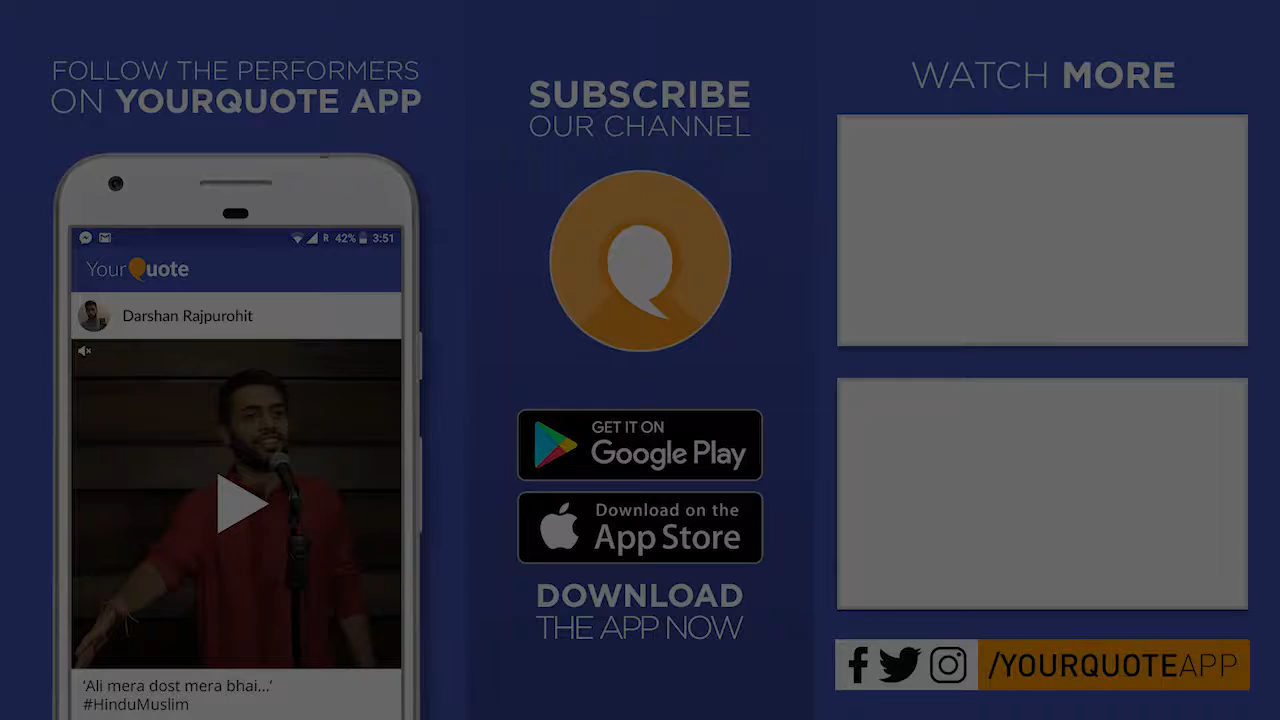 FOLLOW THE PERFORMERS
ON YOURQUOTE APP
R 42% 3:51
YourQuote
Darshan Rajpurohit
'Ali mera dost mera bhai...'
#HinduMuslim
SUBSCRIBE
OUR CHANNEL
GET IT ON
Google Play
Download on the
App Store
DOWNLOAD
THE APP NOW
WATCH MORE
/YOURQUOTEAPP